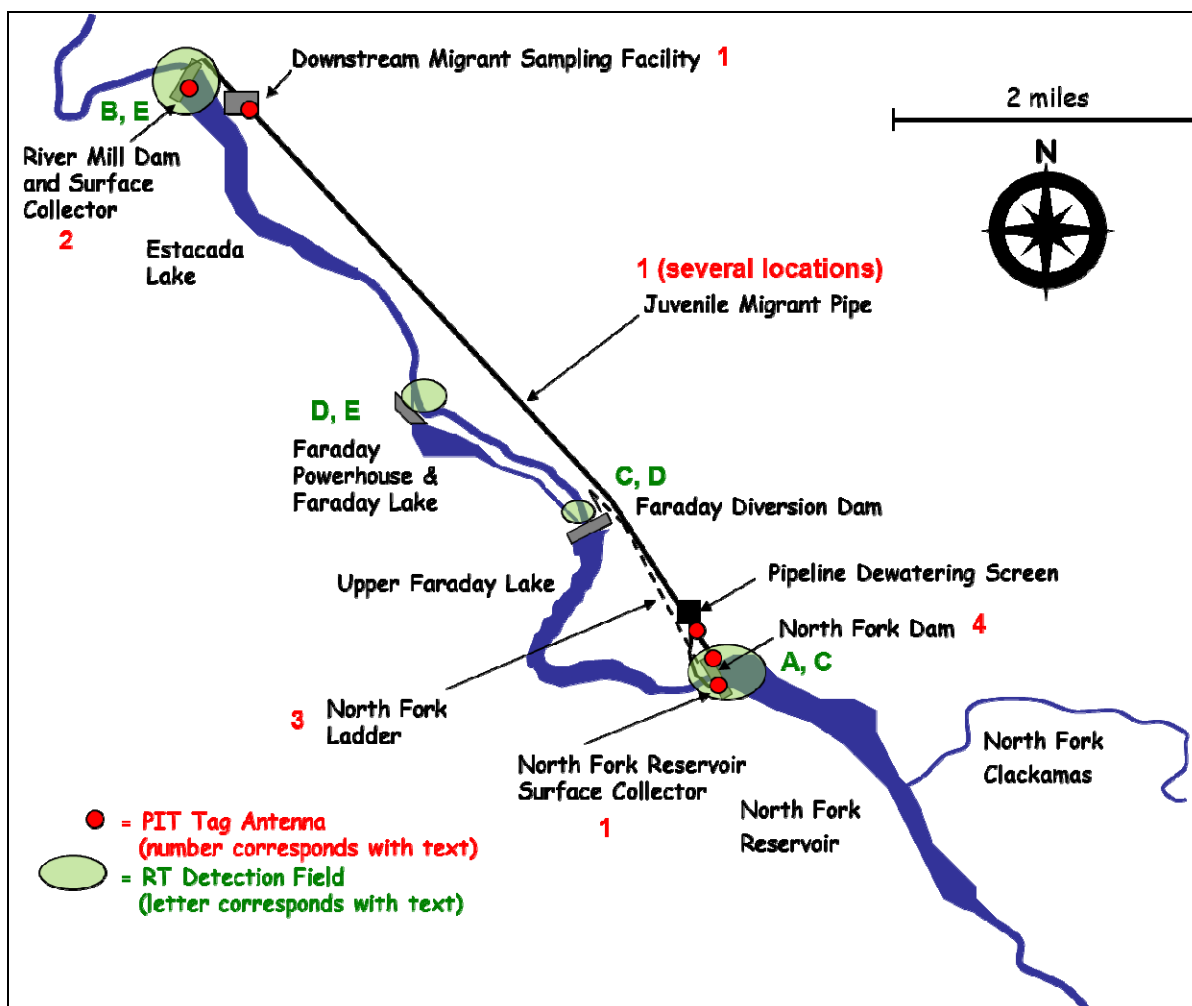 Downstream Migrant Sampling Facility 1
2 miles
B, E
N
River Mill Dam
and Surface
Collector
2
Estacada
Lake
1 (several locations)
Juvenile Migrant Pipe
D, E
Faraday
Powerhouse &
Faraday Lake
C, D
Faraday Diversion Dam
Upper Faraday Lake
Pipeline Dewatering Screen
North Fork Dam 4
A, C
3 North Fork
Ladder
North Fork Reservoir
Surface Collector
1
North Fork
Reservoir
North Fork
Clackamas
= PIT Tag Antenna
(number corresponds with text)
= RT Detection Field
(letter corresponds with text)